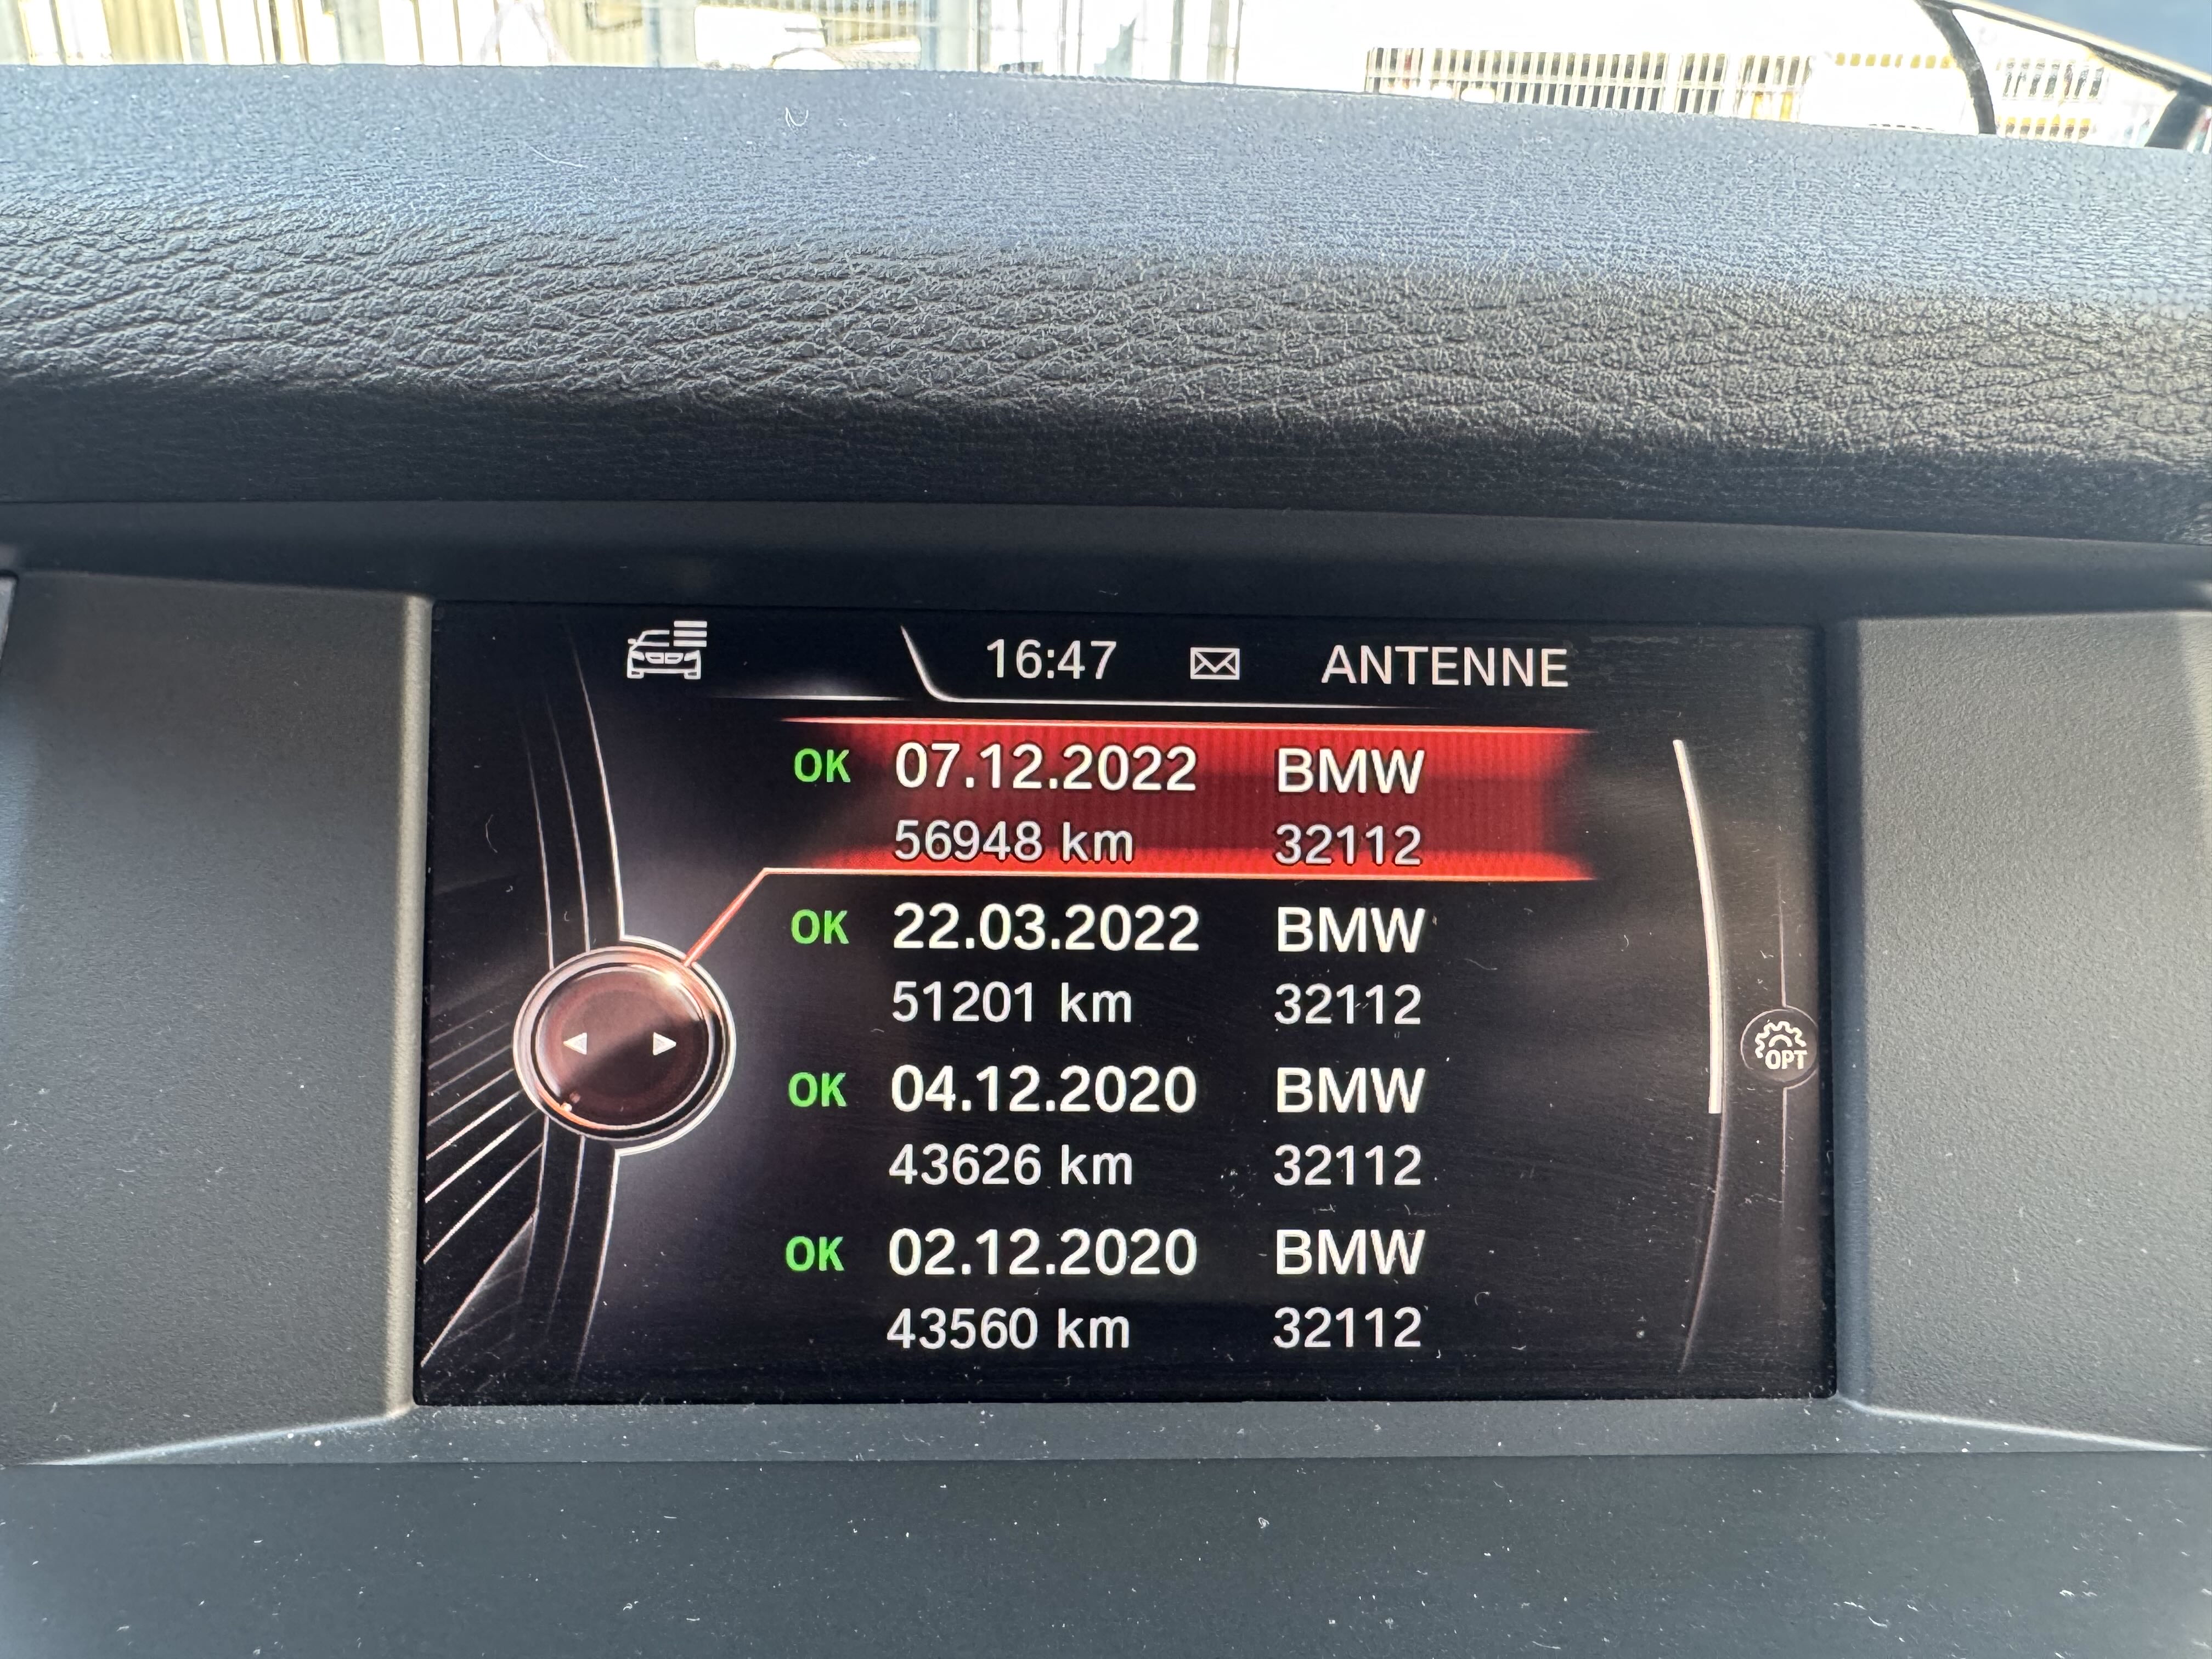 16:47 ANTENNE
OK 07.12.2022 BMW
56948 km 32112
OK 22.03.2022 BMW
51201 km 32112
OK 04.12.2020 BMW
43626 km 32112
OK 02.12.2020 BMW
43560 km 32112
OPT